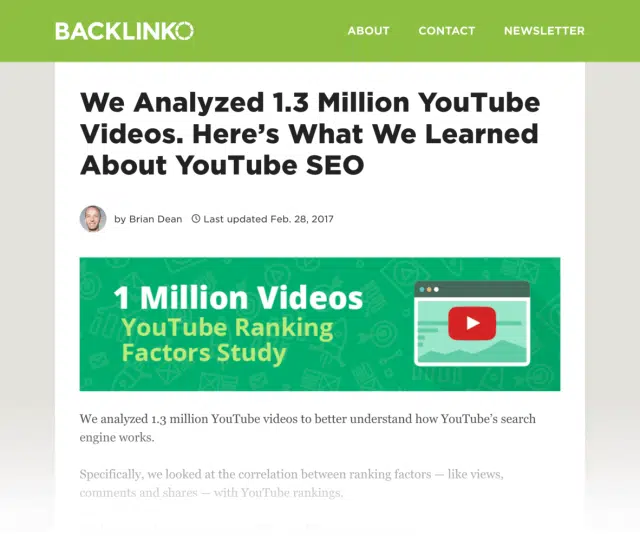 BACKLINKO
ABOUT
CONTACT
NEWSLETTER
We Analyzed 1.3 Million YouTube
Videos. Here’s What We Learned
About YouTube SEO
by Brian Dean
Last updated Feb. 28, 2017
1 Million Videos
YouTube Ranking
Factors Study
We analyzed 1.3 million YouTube videos to better understand how YouTube’s search
engine works.
Specifically, we looked at the correlation between ranking factors — like views,
comments and shares — with YouTube rankings.